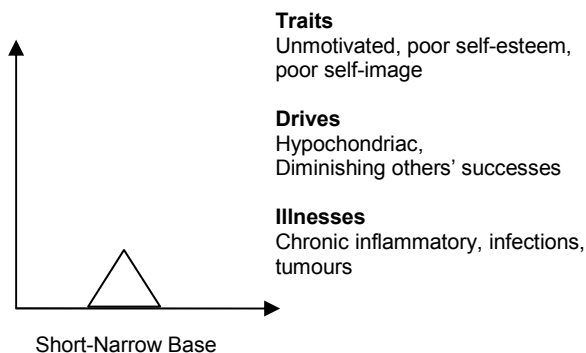 Traits
Unmotivated, poor self-esteem,
poor self-image
Drives
Hypochondriac,
Diminishing others’ successes
Illnesses
Chronic inflammatory, infections,
tumours
Short-Narrow Base